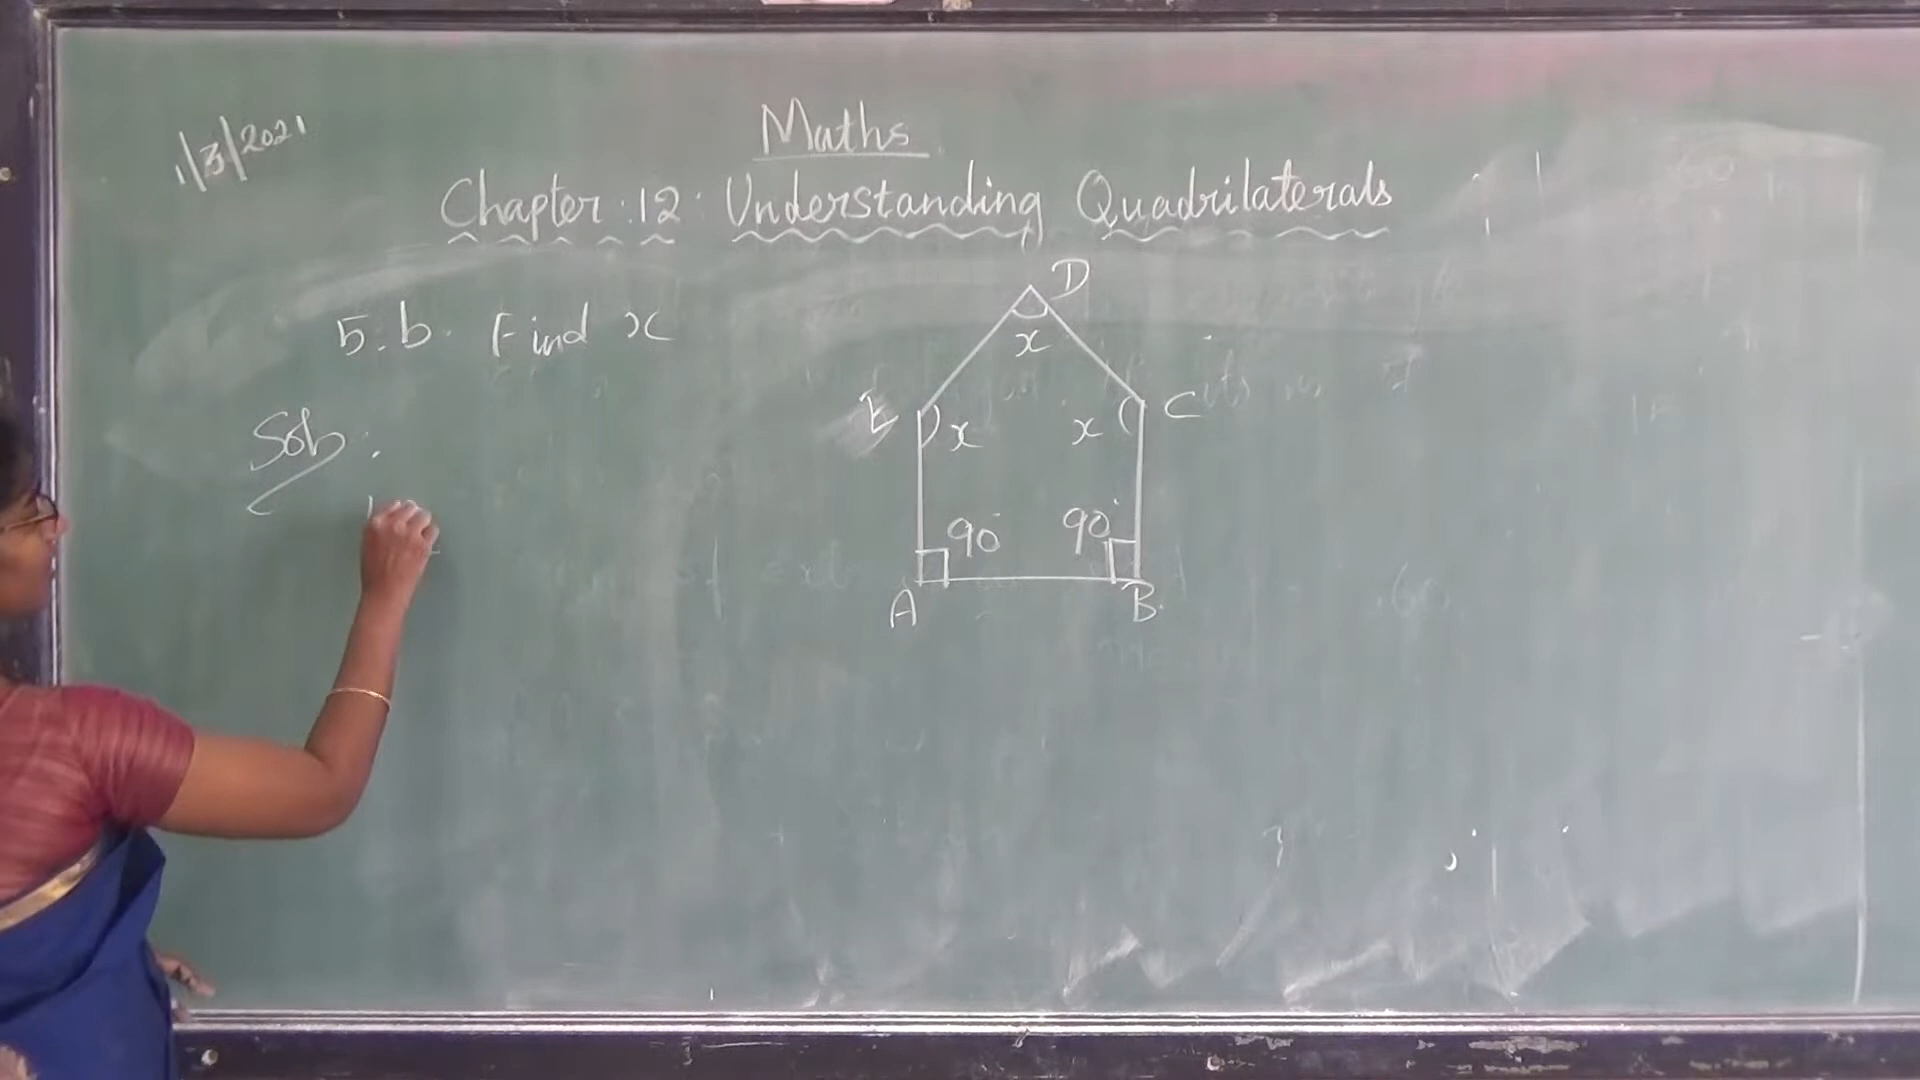 1/3/2021
Maths
Chapter: 12: Understanding Quadrilaterals
5.b. Find x
D
x
E x x C
Soln:
90° 90°
A B